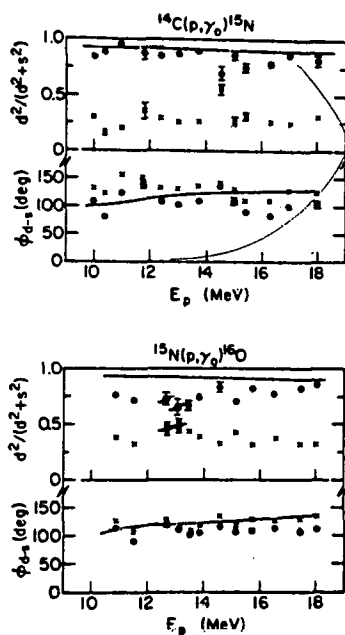 ¹⁴C(p,γ₀)¹⁵N
d²/(d²+s²)
1.0
0.5
0
φd-s(deg)
150
100
50
0
10 12 14 16 18
Ep (MeV)
¹⁵N(p,γ₀)¹⁶O
d²/(d²+s²)
1.0
0.5
0
φd-s(deg)
150
100
50
0
10 12 14 16 18
Ep (MeV)